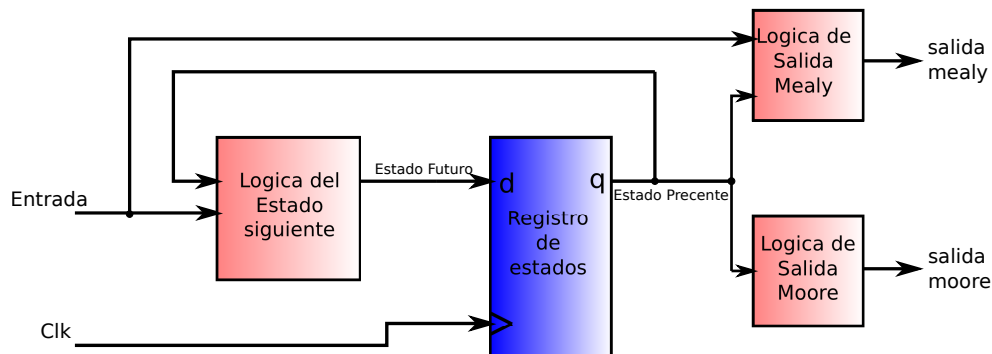 Logica de
Salida
Mealy
salida
mealy
Entrada
Logica del
Estado
siguiente
Estado Futuro
d
q
Registro
de
estados
Estado Precente
Logica de
Salida
Moore
salida
moore
Clk